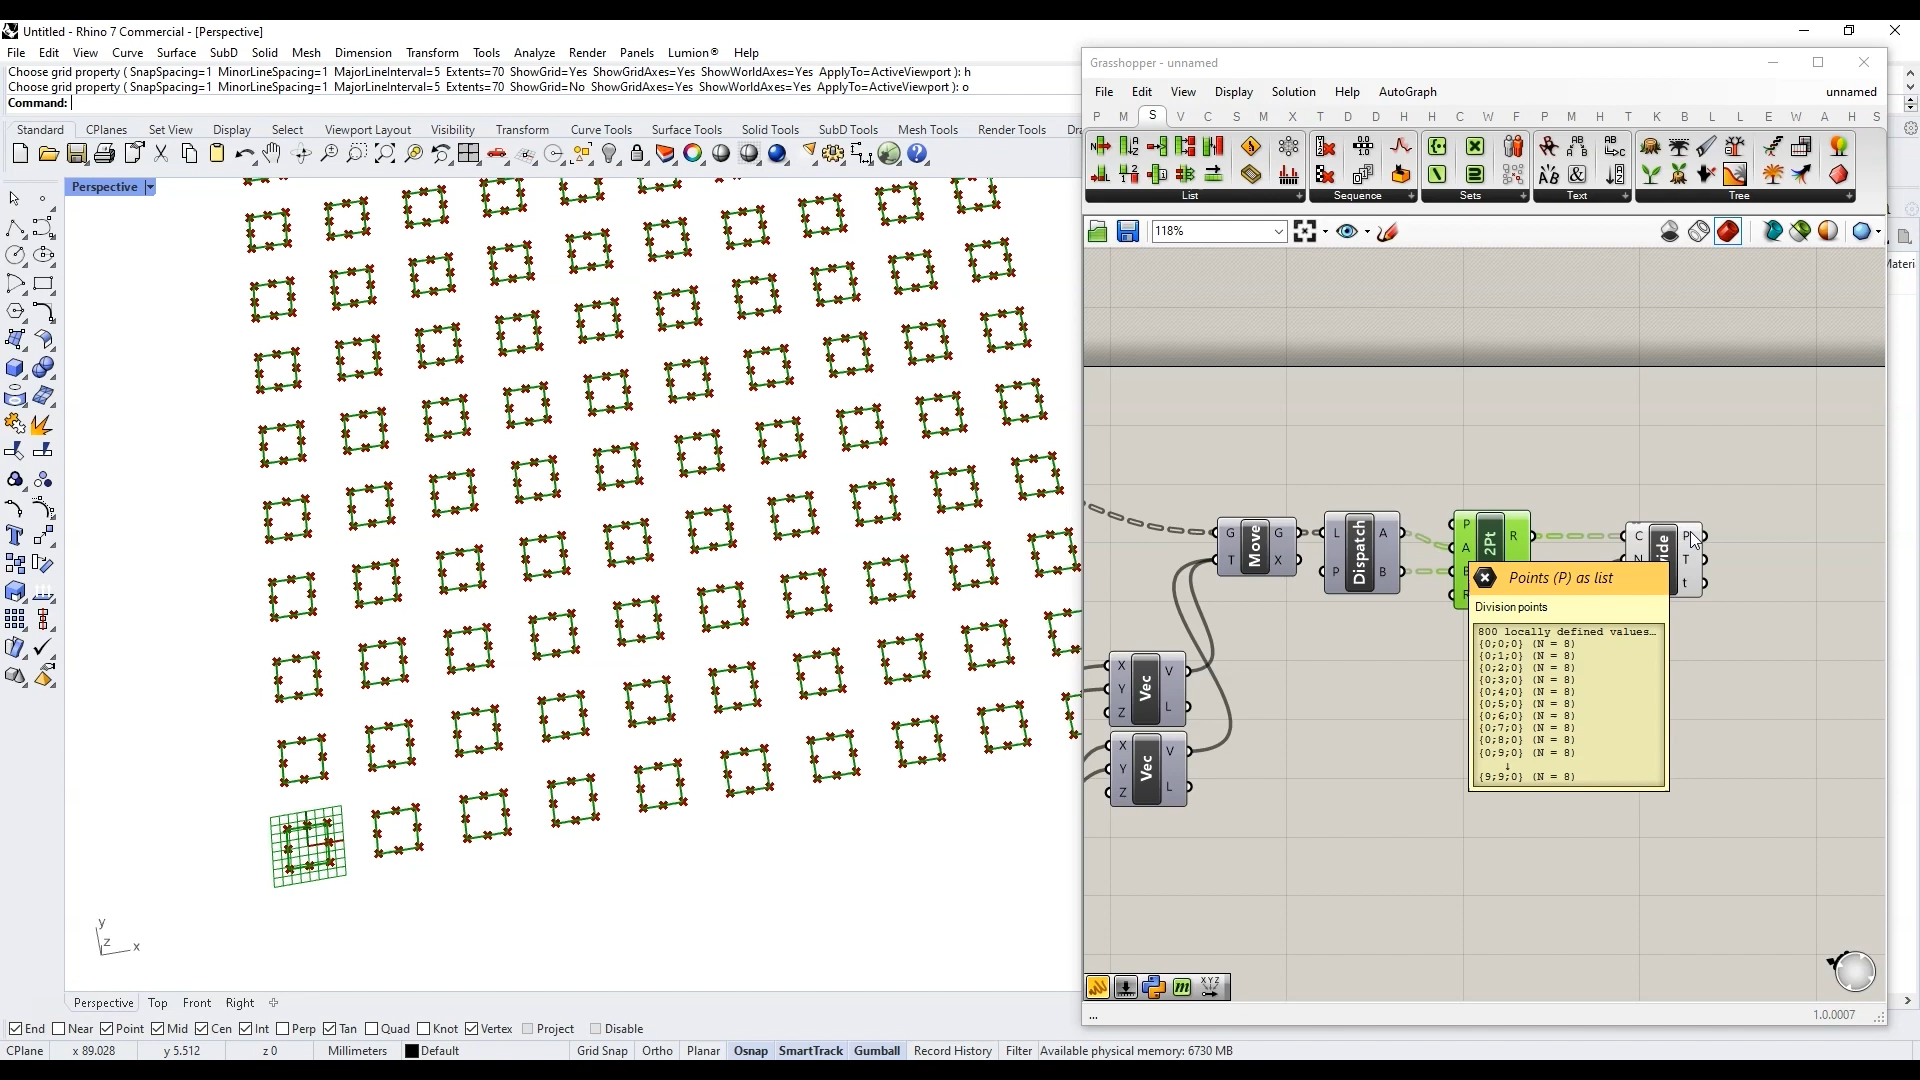 Untitled - Rhino 7 Commercial - [Perspective]
File Edit View Curve Surface SubD Solid Mesh Dimension Transform Tools Analyze Render Panels Lumion® Help
Choose grid property ( SnapSpacing=1 MinorLineSpacing=1 MajorLineInterval=5 Extents=70 ShowGrid=Yes ShowGridAxes=Yes ShowWorldAxes=Yes ApplyTo=ActiveViewport ): h
Choose grid property ( SnapSpacing=1 MinorLineSpacing=1 MajorLineInterval=5 Extents=70 ShowGrid=No ShowGridAxes=Yes ShowWorldAxes=Yes ApplyTo=ActiveViewport ): o
Command:
Standard CPlanes Set View Display Select Viewport Layout Visibility Transform Curve Tools Surface Tools Solid Tools SubD Tools Mesh Tools Render Tools Dra
Perspective
y
z x
Perspective Top Front Right
End Near Point Mid Cen Int Perp Tan Quad Knot Vertex Project Disable
CPlane x 89.028 y 5.512 z 0 Millimeters Default Grid Snap Ortho Planar Osnap SmartTrack Gumball Record History Filter Available physical memory: 6730 MB
Grasshopper - unnamed
File Edit View Display Solution Help AutoGraph unnamed
P M S V C S M X T D D H H C W F P M T K B L L E W A H S
List Sequence Sets Text Tree
118%
Materi
G Move G
T X
L Dispatch A
P B
P 2Pt R
A
B
R
C ide P
N T
t
X Vec V
Y
Z L
X Vec V
Y
Z L
Points (P) as list
Division points
800 locally defined values…
{0;0;0} (N = 8)
{0;1;0} (N = 8)
{0;2;0} (N = 8)
{0;3;0} (N = 8)
{0;4;0} (N = 8)
{0;5;0} (N = 8)
{0;6;0} (N = 8)
{0;7;0} (N = 8)
{0;8;0} (N = 8)
{0;9;0} (N = 8)
↓
{9;9;0} (N = 8)
...
1.0.0007